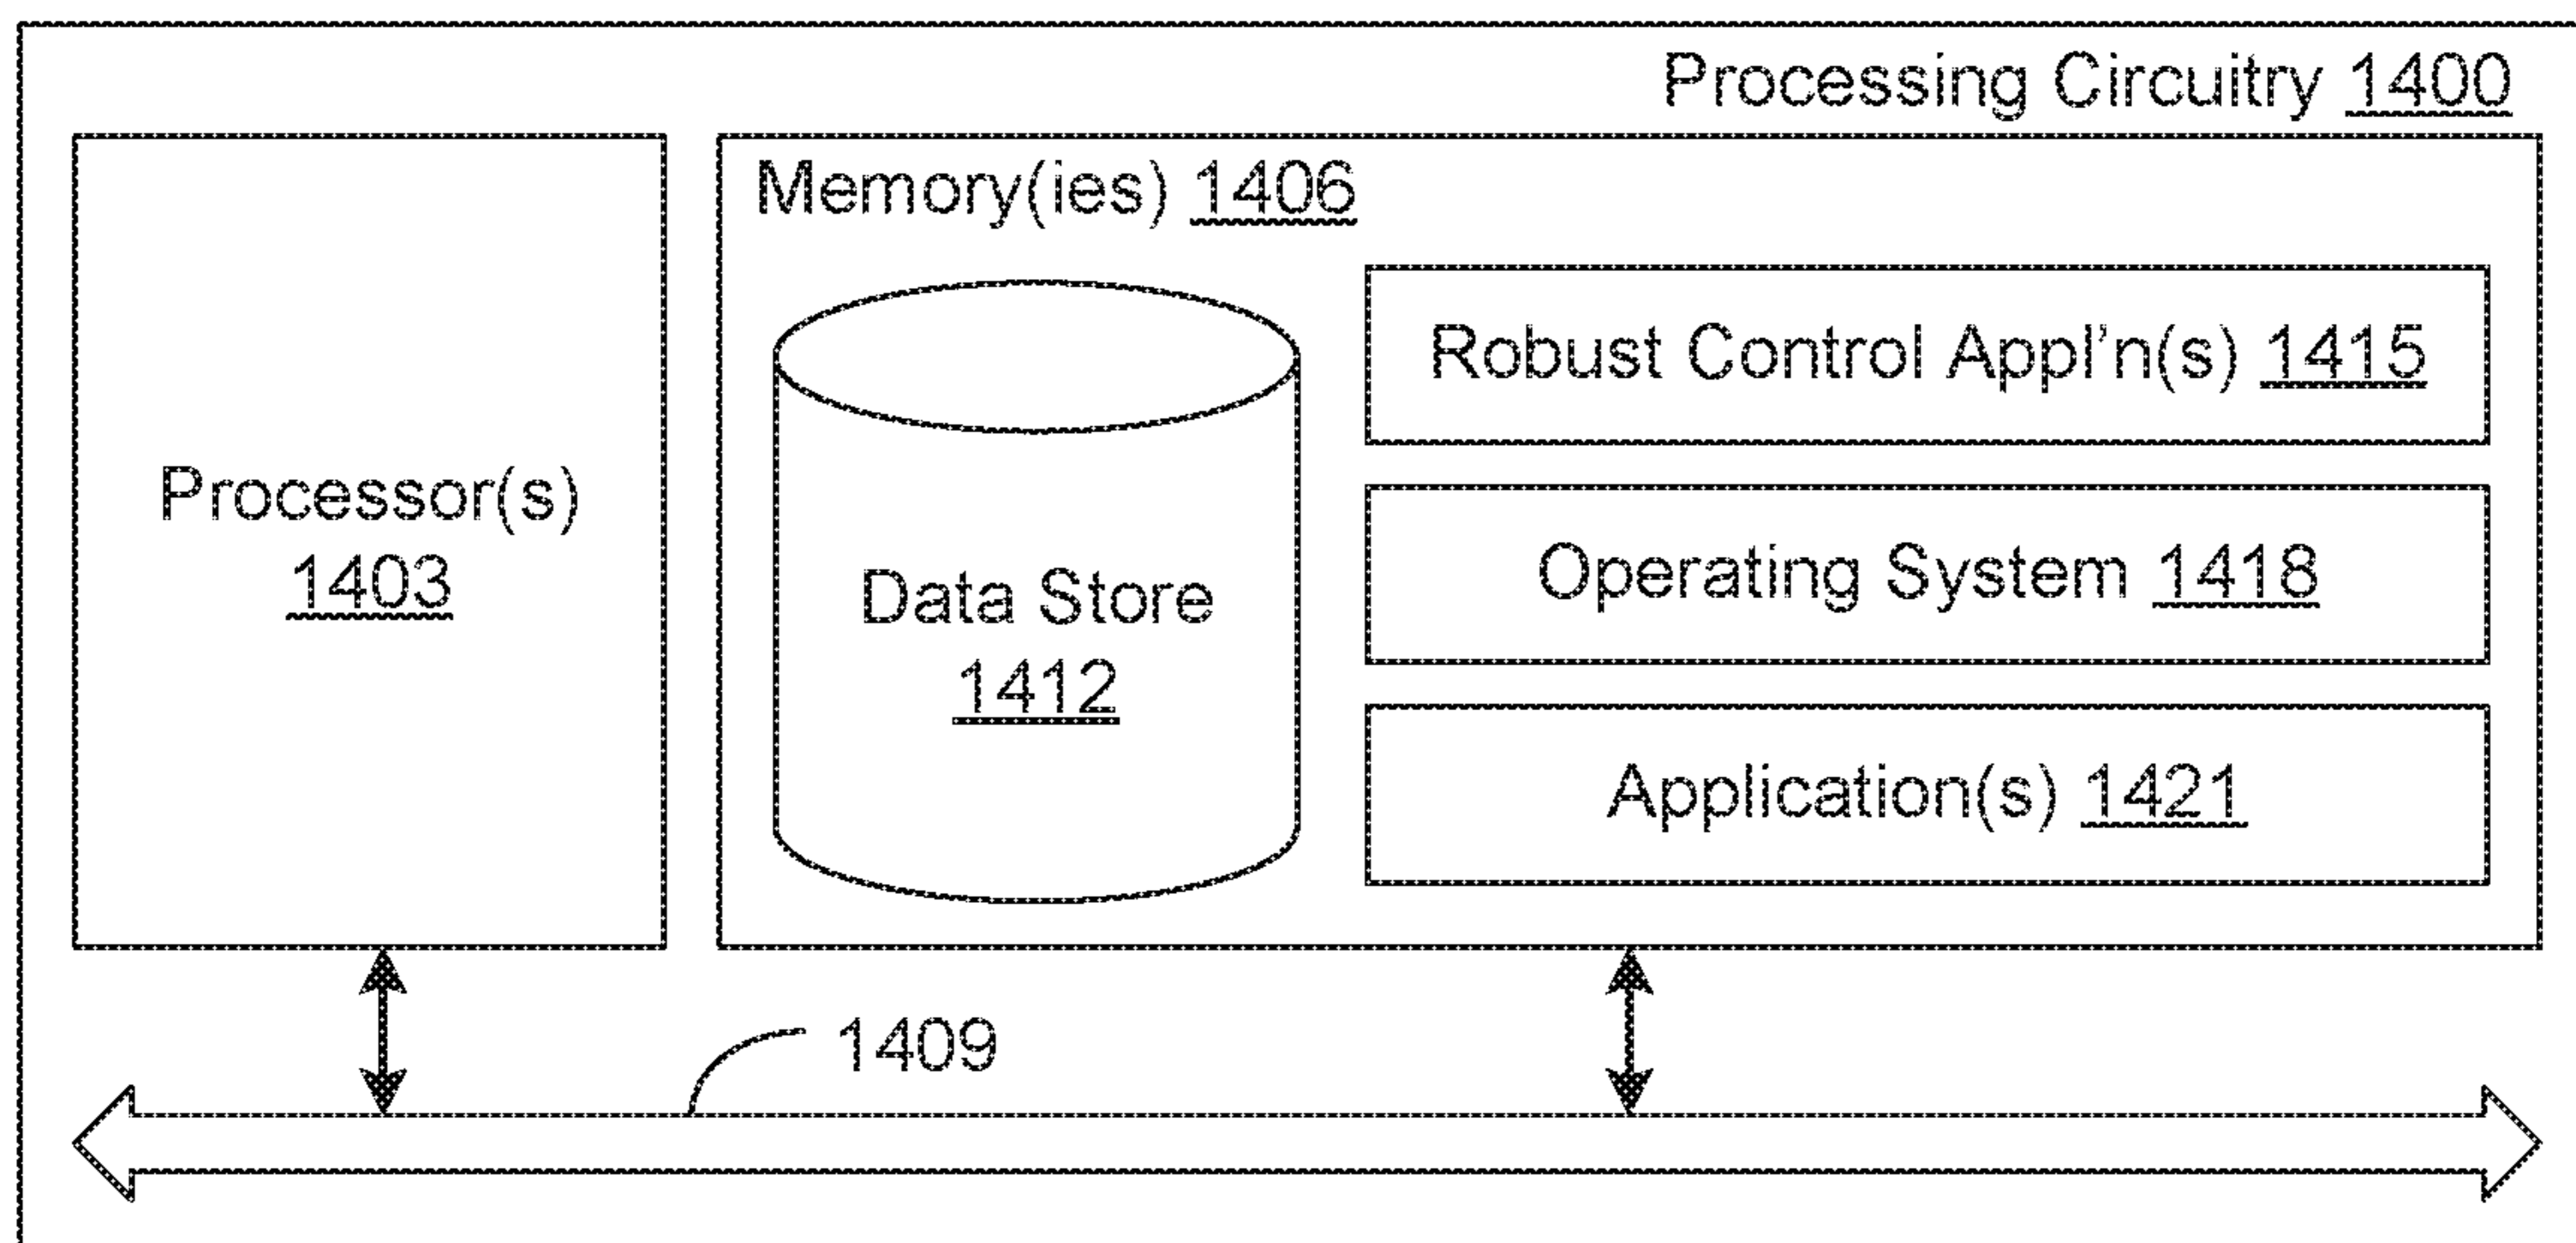 Processing Circuitry 1400
Processor(s)
1403
Memory(ies) 1406
Data Store
1412
Robust Control Appl'n(s) 1415
Operating System 1418
Application(s) 1421
1409